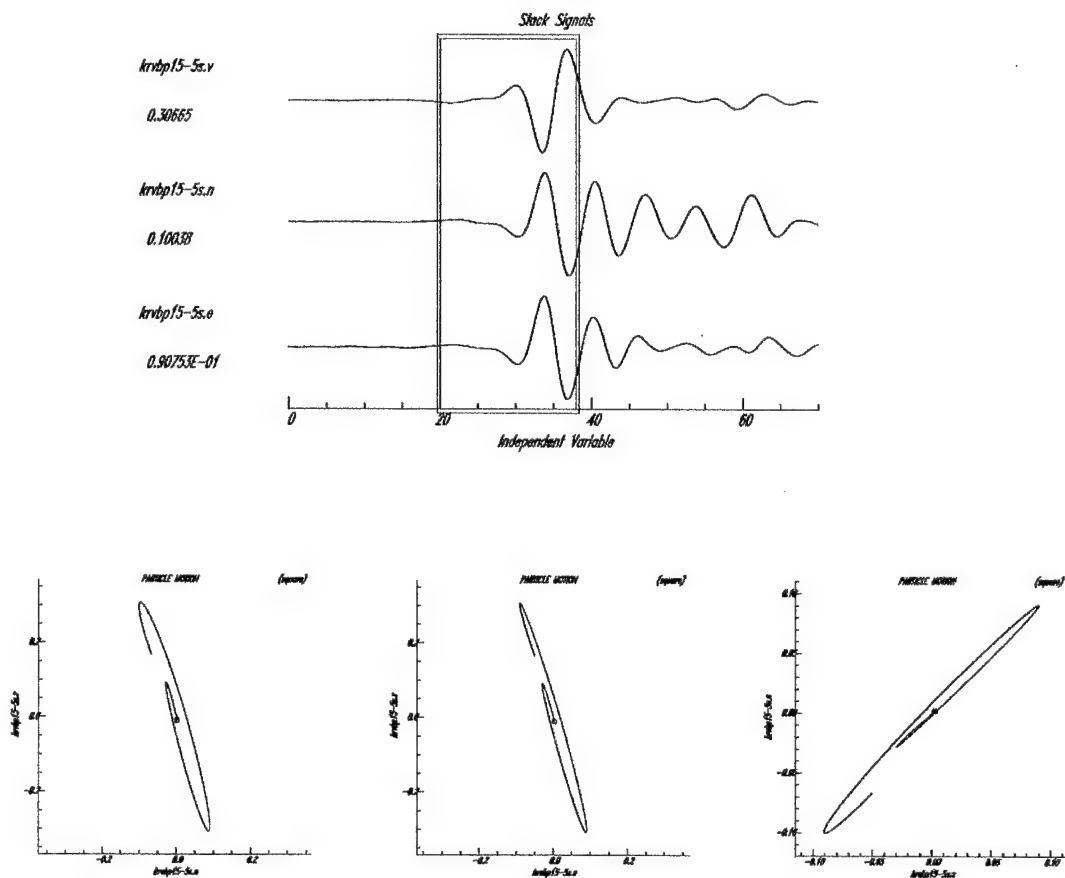 Stack Signals
krvbp15-5s.v
0.30665
krvbp15-5s.n
0.10038
krvbp15-5s.e
0.90753E-01
0 20 40 60
Independent Variable
PARTICLE MOTION (square)
0.2
0.0
-0.2
-0.2 0.0 0.2
PARTICLE MOTION (square)
0.2
0.0
-0.2
-0.2 0.0 0.2
PARTICLE MOTION (square)
0.10
0.05
0.00
-0.05
-0.10
-0.10 -0.05 0.00 0.05 0.10